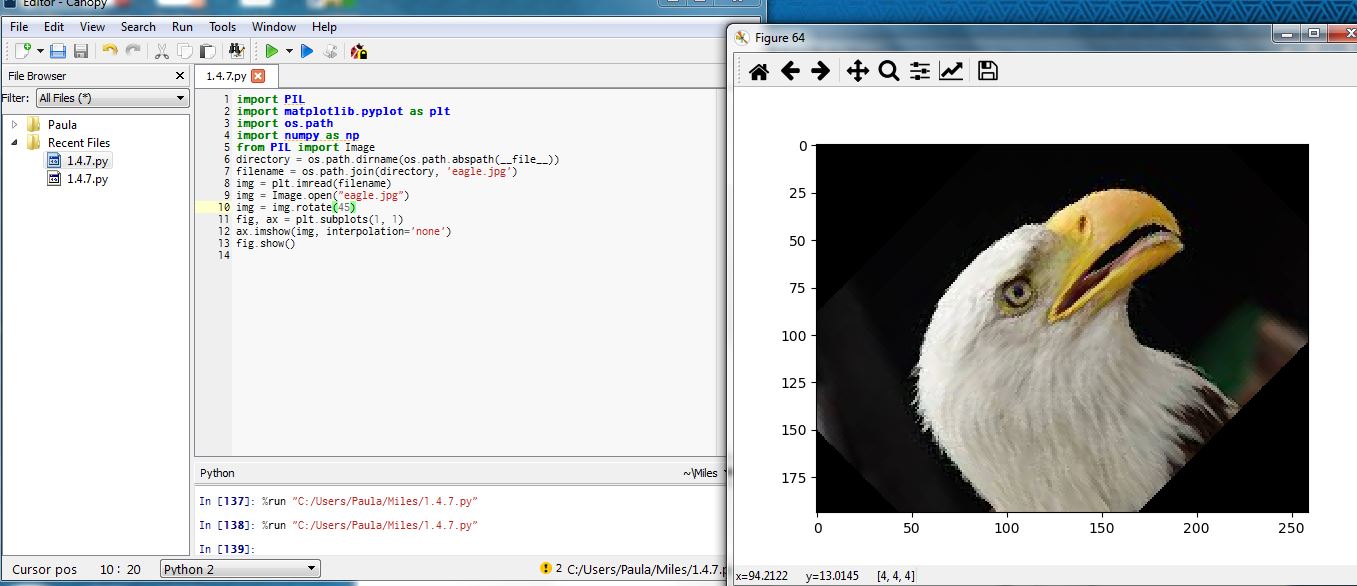 Editor - Canopy
File Edit View Search Run Tools Window Help
File Browser
Filter: All Files (*)
Paula
Recent Files
1.4.7.py
1.4.7.py
1.4.7.py
1 import PIL
2 import matplotlib.pyplot as plt
3 import os.path
4 import numpy as np
5 from PIL import Image
6 directory = os.path.dirname(os.path.abspath(__file__))
7 filename = os.path.join(directory, 'eagle.jpg')
8 img = plt.imread(filename)
9 img = Image.open("eagle.jpg")
10 img = img.rotate(45)
11 fig, ax = plt.subplots(1, 1)
12 ax.imshow(img, interpolation='none')
13 fig.show()
14
Python ~\Miles
In [137]: %run "C:/Users/Paula/Miles/1.4.7.py"
In [138]: %run "C:/Users/Paula/Miles/1.4.7.py"
In [139]:
Cursor pos 10 : 20 Python 2 2 C:/Users/Paula/Miles/1.4.7.p
Figure 64
0
25
50
75
100
125
150
175
0 50 100 150 200 250
x=94.2122 y=13.0145 [4, 4, 4]